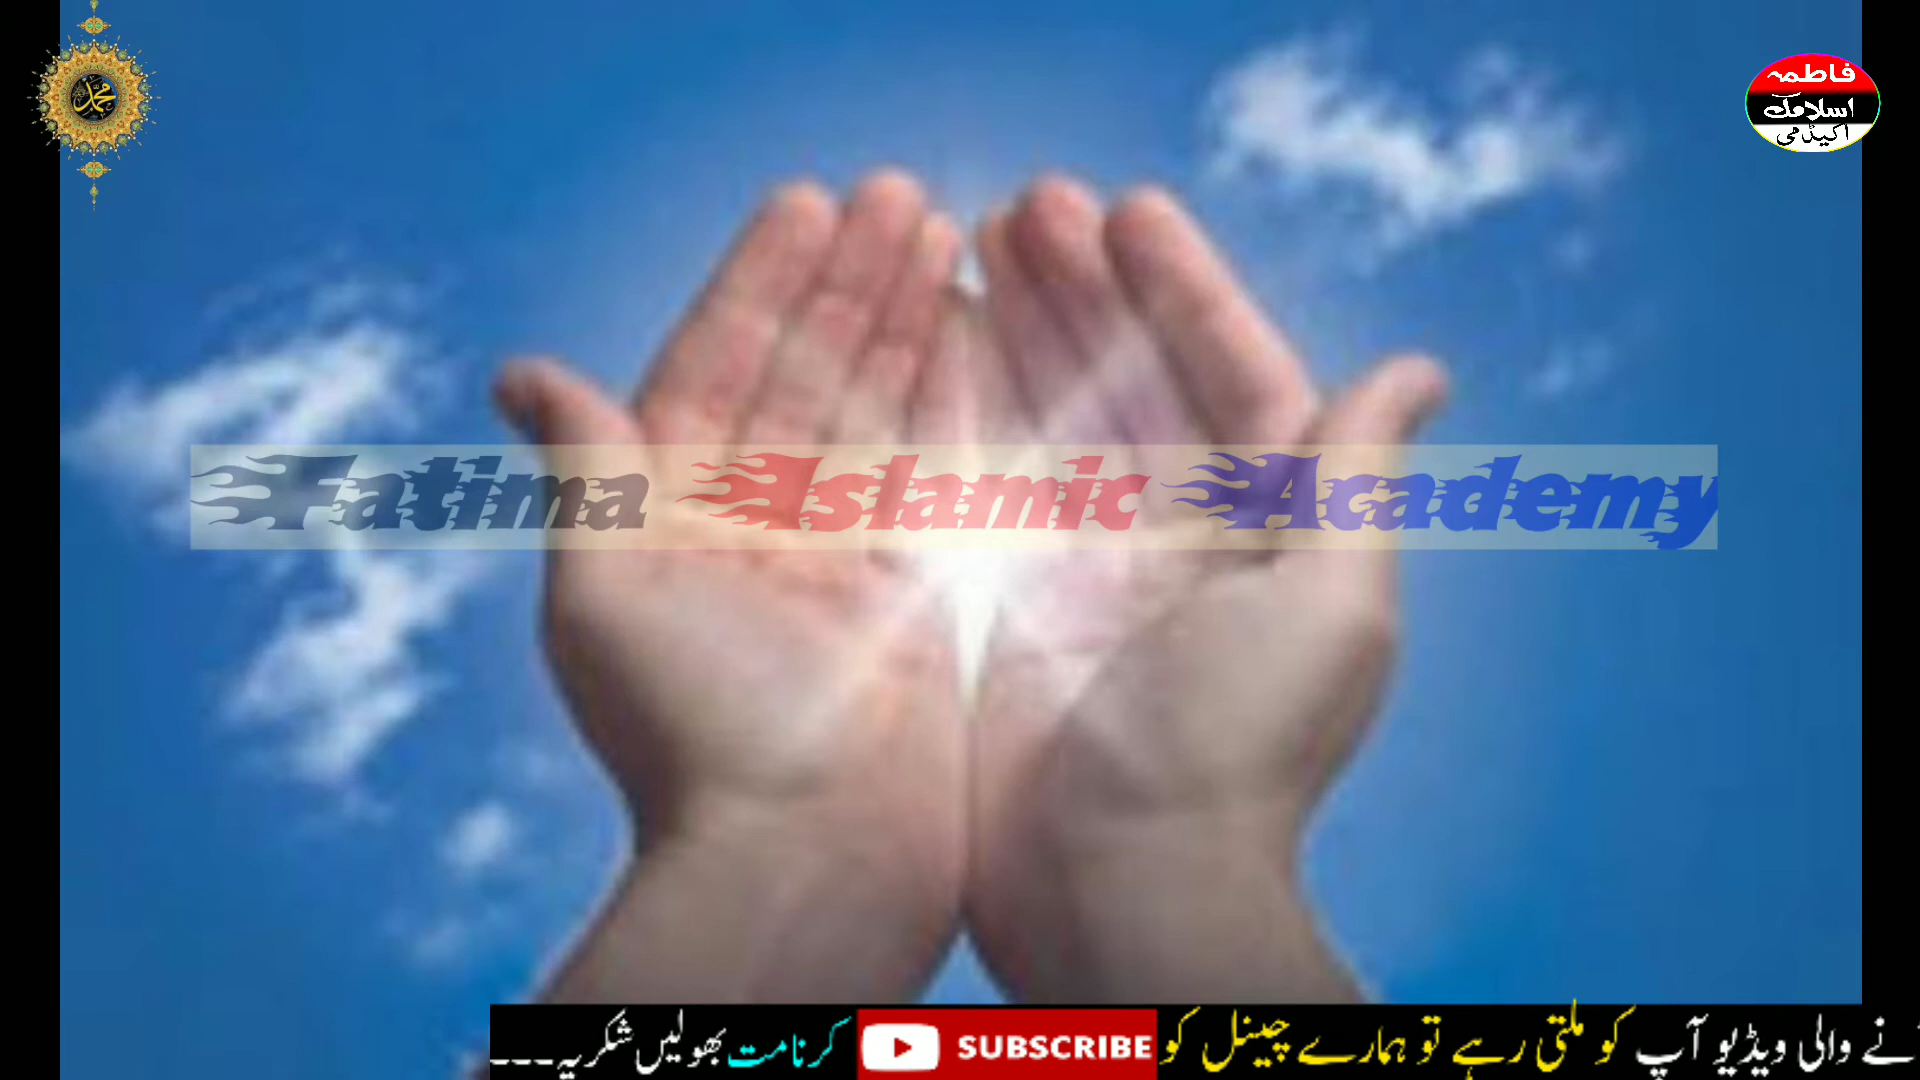 محمد
فاطمہ
اسلامک
اکیڈمی
Fatima Islamic Academy
نے والی ویڈیو آپ کو ملتی رہے تو ہمارے چینل کو SUBSCRIBE کرنا مت بھولیں شکریہ---